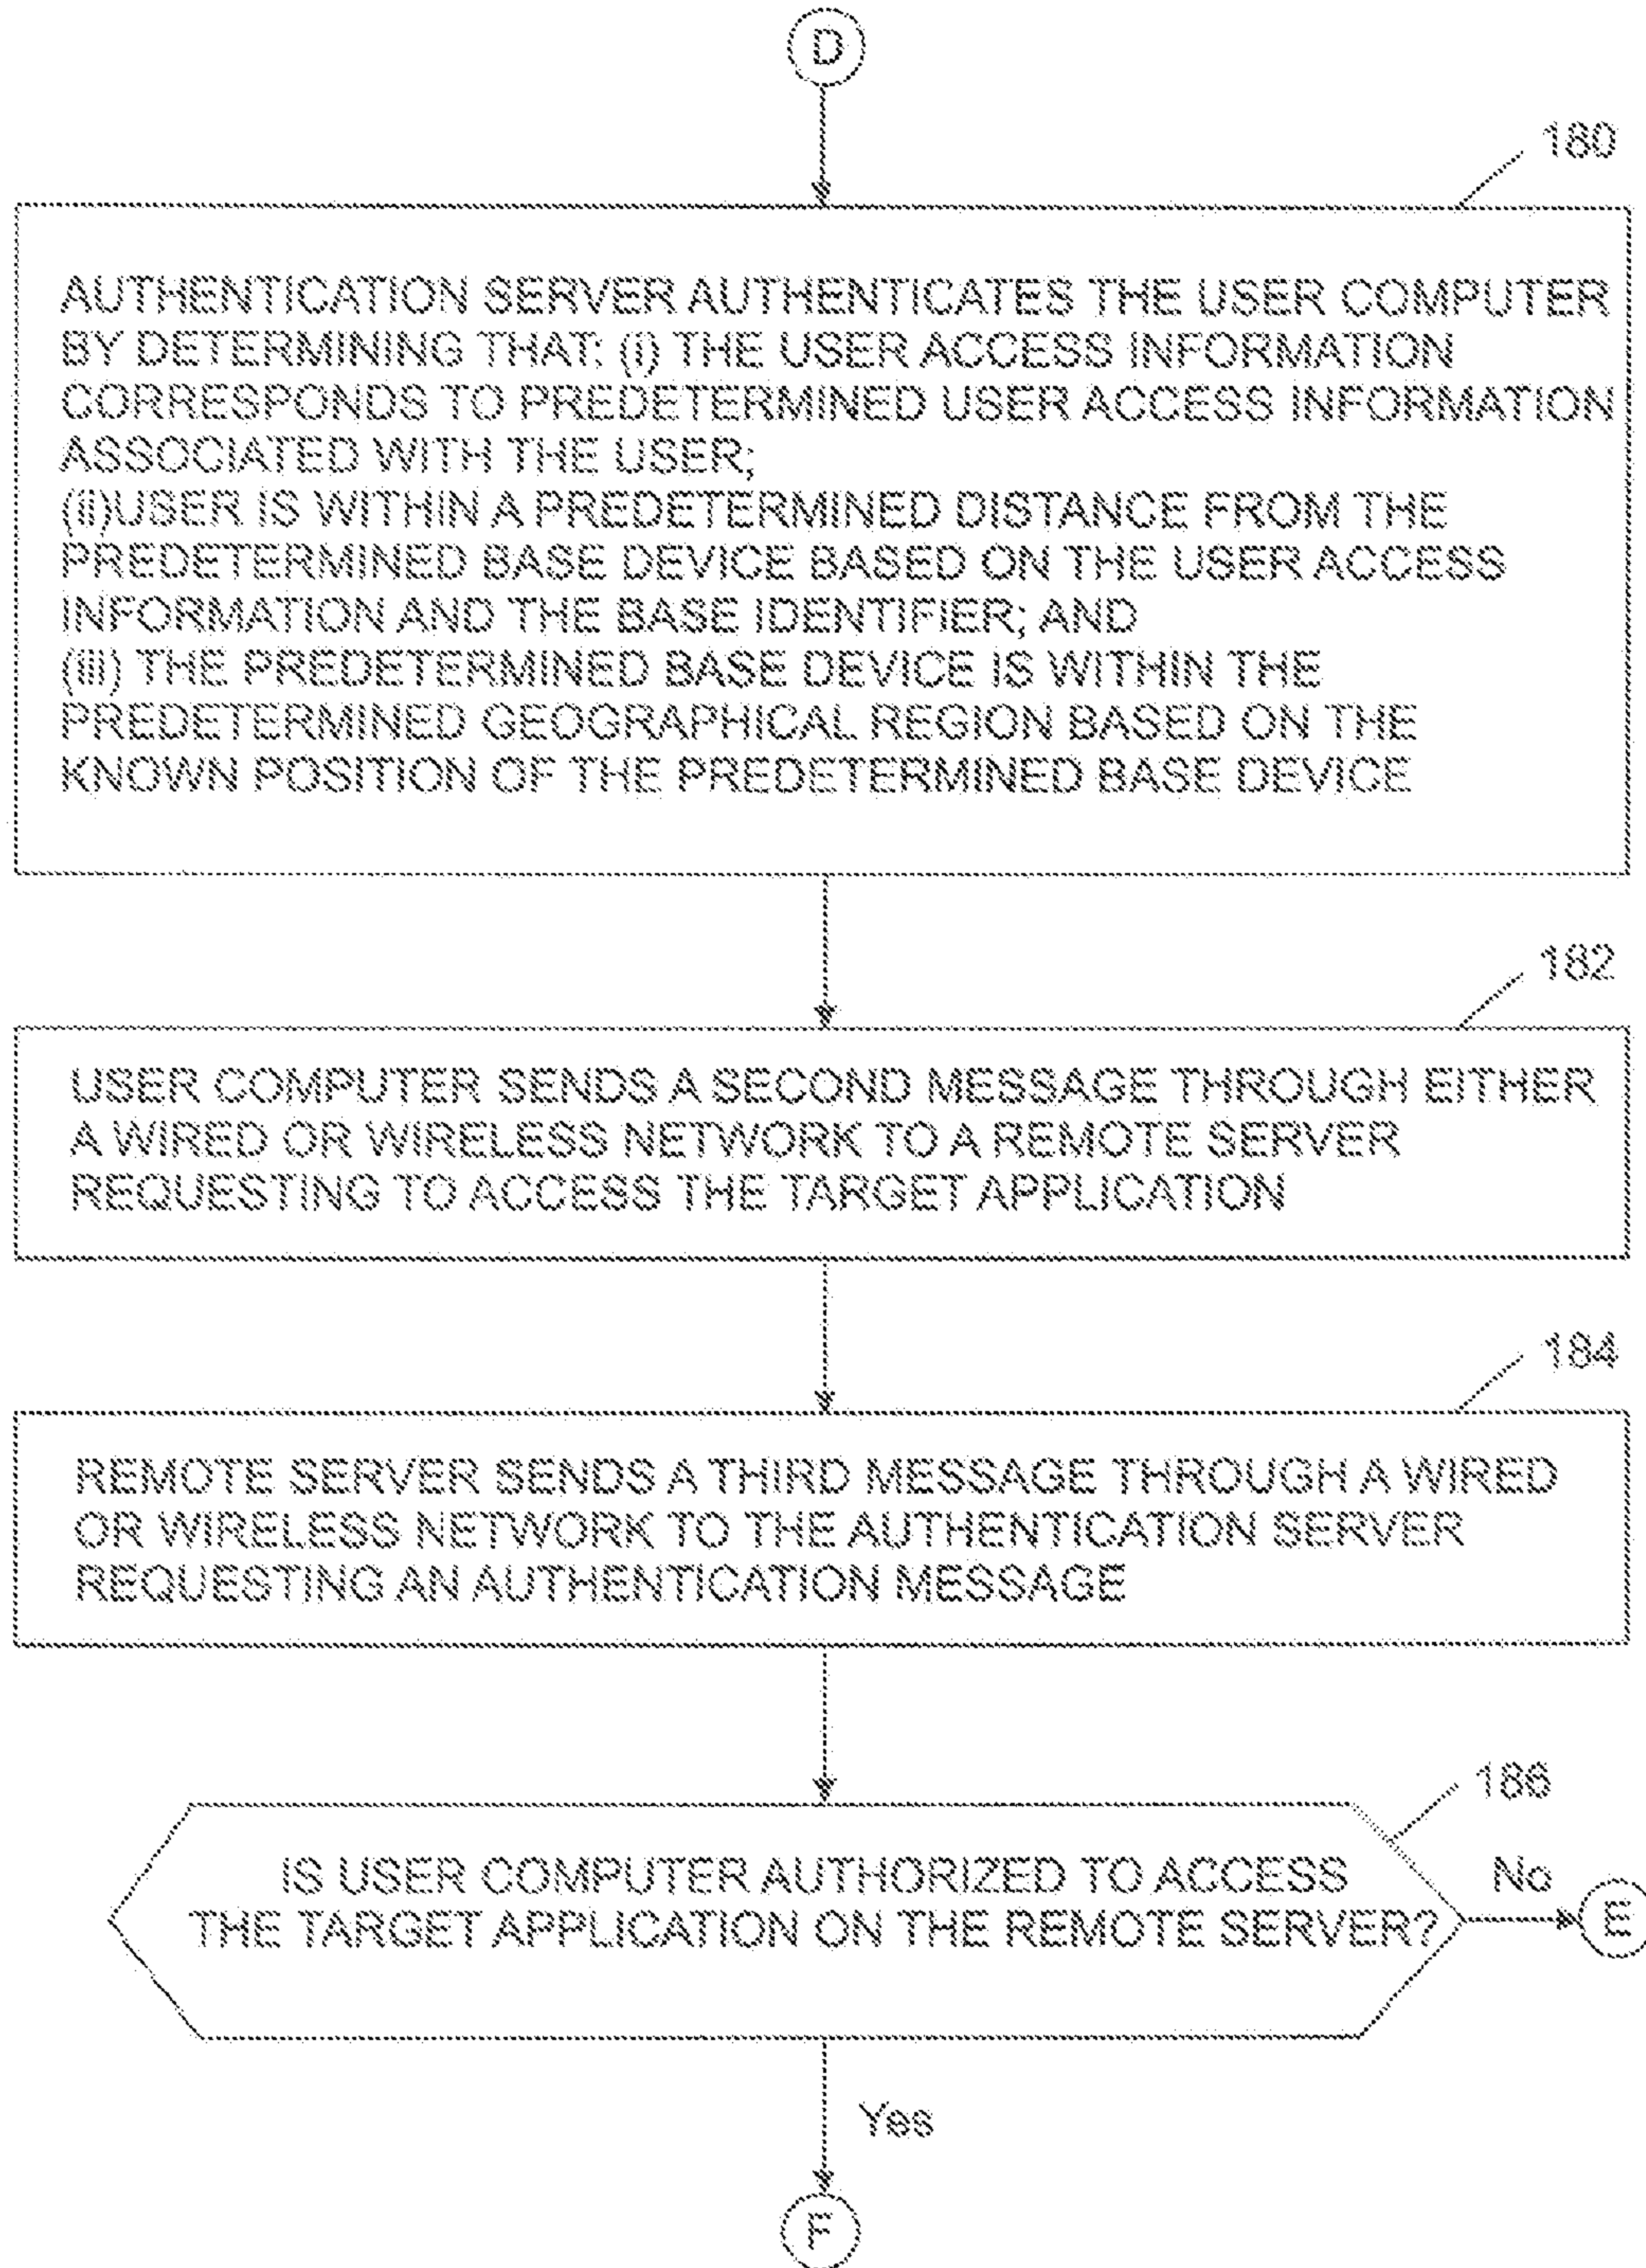 D
180
AUTHENTICATION SERVER AUTHENTICATES THE USER COMPUTER
BY DETERMINING THAT: (i) THE USER ACCESS INFORMATION
CORRESPONDS TO PREDETERMINED USER ACCESS INFORMATION
ASSOCIATED WITH THE USER;
(ii)USER IS WITHIN A PREDETERMINED DISTANCE FROM THE
PREDETERMINED BASE DEVICE BASED ON THE USER ACCESS
INFORMATION AND THE BASE IDENTIFIER; AND
(iii) THE PREDETERMINED BASE DEVICE IS WITHIN THE
PREDETERMINED GEOGRAPHICAL REGION BASED ON THE
KNOWN POSITION OF THE PREDETERMINED BASE DEVICE
182
USER COMPUTER SENDS A SECOND MESSAGE THROUGH EITHER
A WIRED OR WIRELESS NETWORK TO A REMOTE SERVER
REQUESTING TO ACCESS THE TARGET APPLICATION
184
REMOTE SERVER SENDS A THIRD MESSAGE THROUGH A WIRED
OR WIRELESS NETWORK TO THE AUTHENTICATION SERVER
REQUESTING AN AUTHENTICATION MESSAGE
186
IS USER COMPUTER AUTHORIZED TO ACCESS
THE TARGET APPLICATION ON THE REMOTE SERVER?
No
E
Yes
F